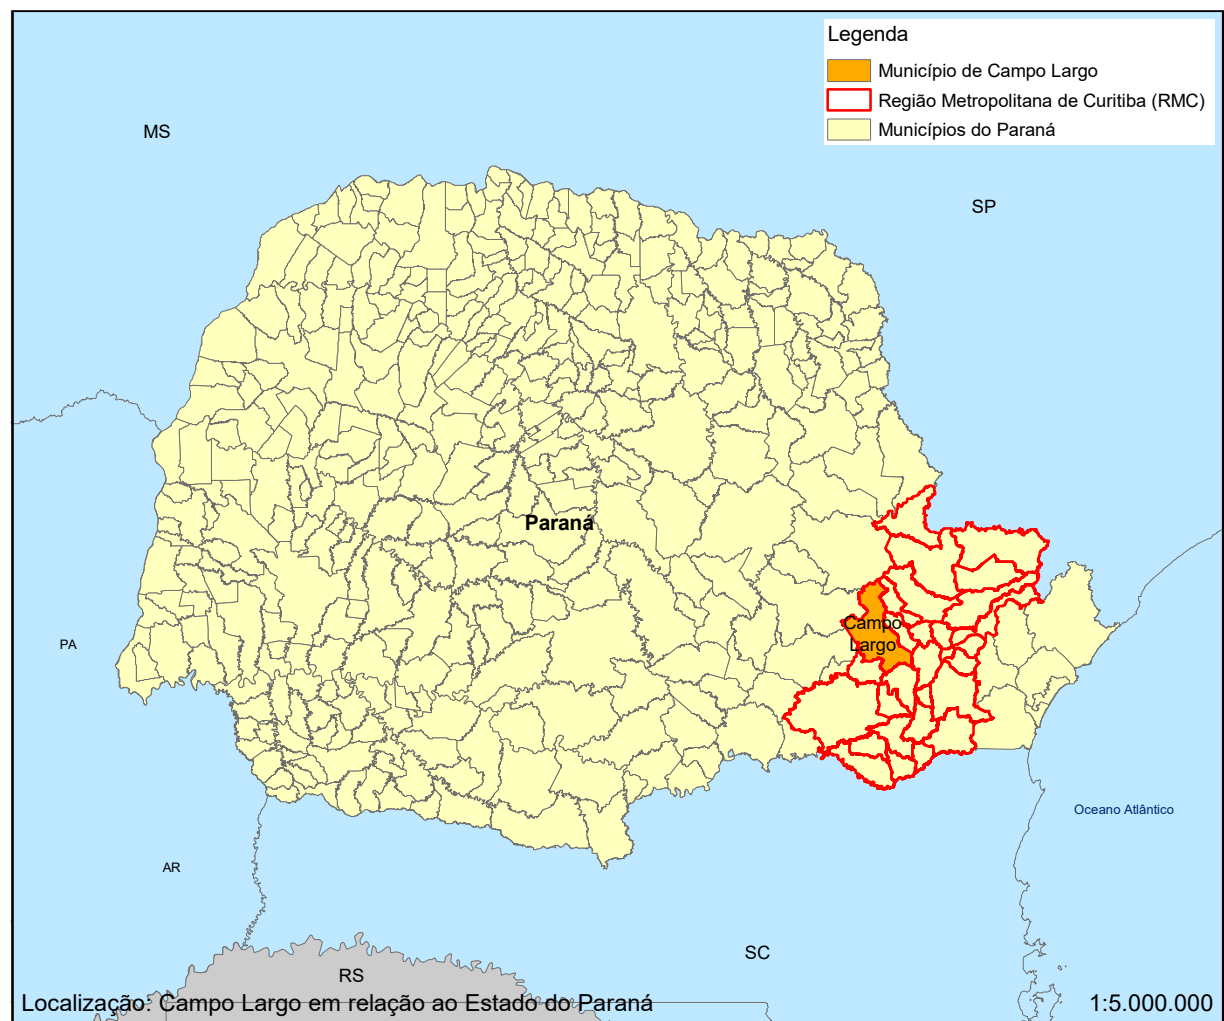 Legenda
Município de Campo Largo
Região Metropolitana de Curitiba (RMC)
Municípios do Paraná
MS
SP
Paraná
Campo
Largo
PA
Oceano Atlântico
AR
SC
RS
Localização: Campo Largo em relação ao Estado do Paraná
1:5.000.000